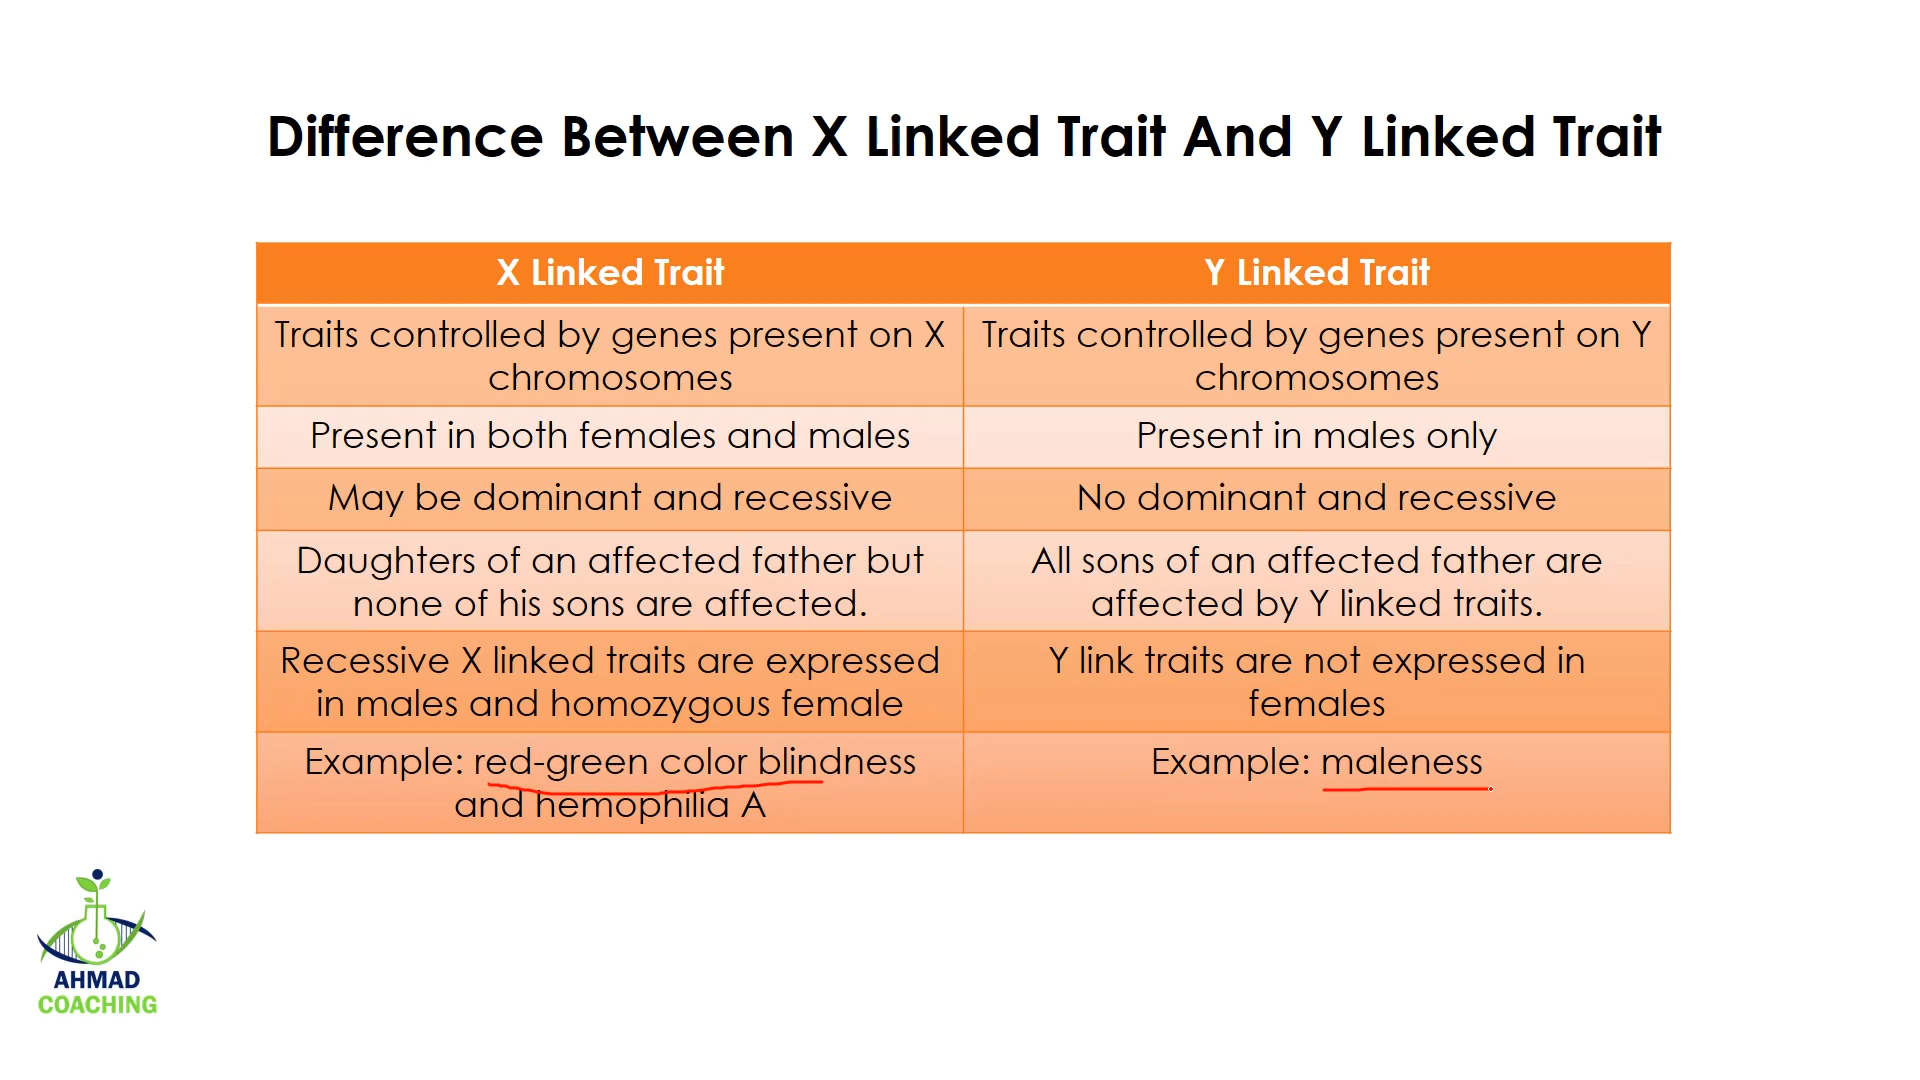 Difference Between X Linked Trait And Y Linked Trait
X Linked Trait
Y Linked Trait
Traits controlled by genes present on X
chromosomes
Traits controlled by genes present on Y
chromosomes
Present in both females and males
Present in males only
May be dominant and recessive
No dominant and recessive
Daughters of an affected father but
none of his sons are affected.
All sons of an affected father are
affected by Y linked traits.
Recessive X linked traits are expressed
in males and homozygous female
Y link traits are not expressed in
females
Example: red-green color blindness
and hemophilia A
Example: maleness
AHMAD
COACHING